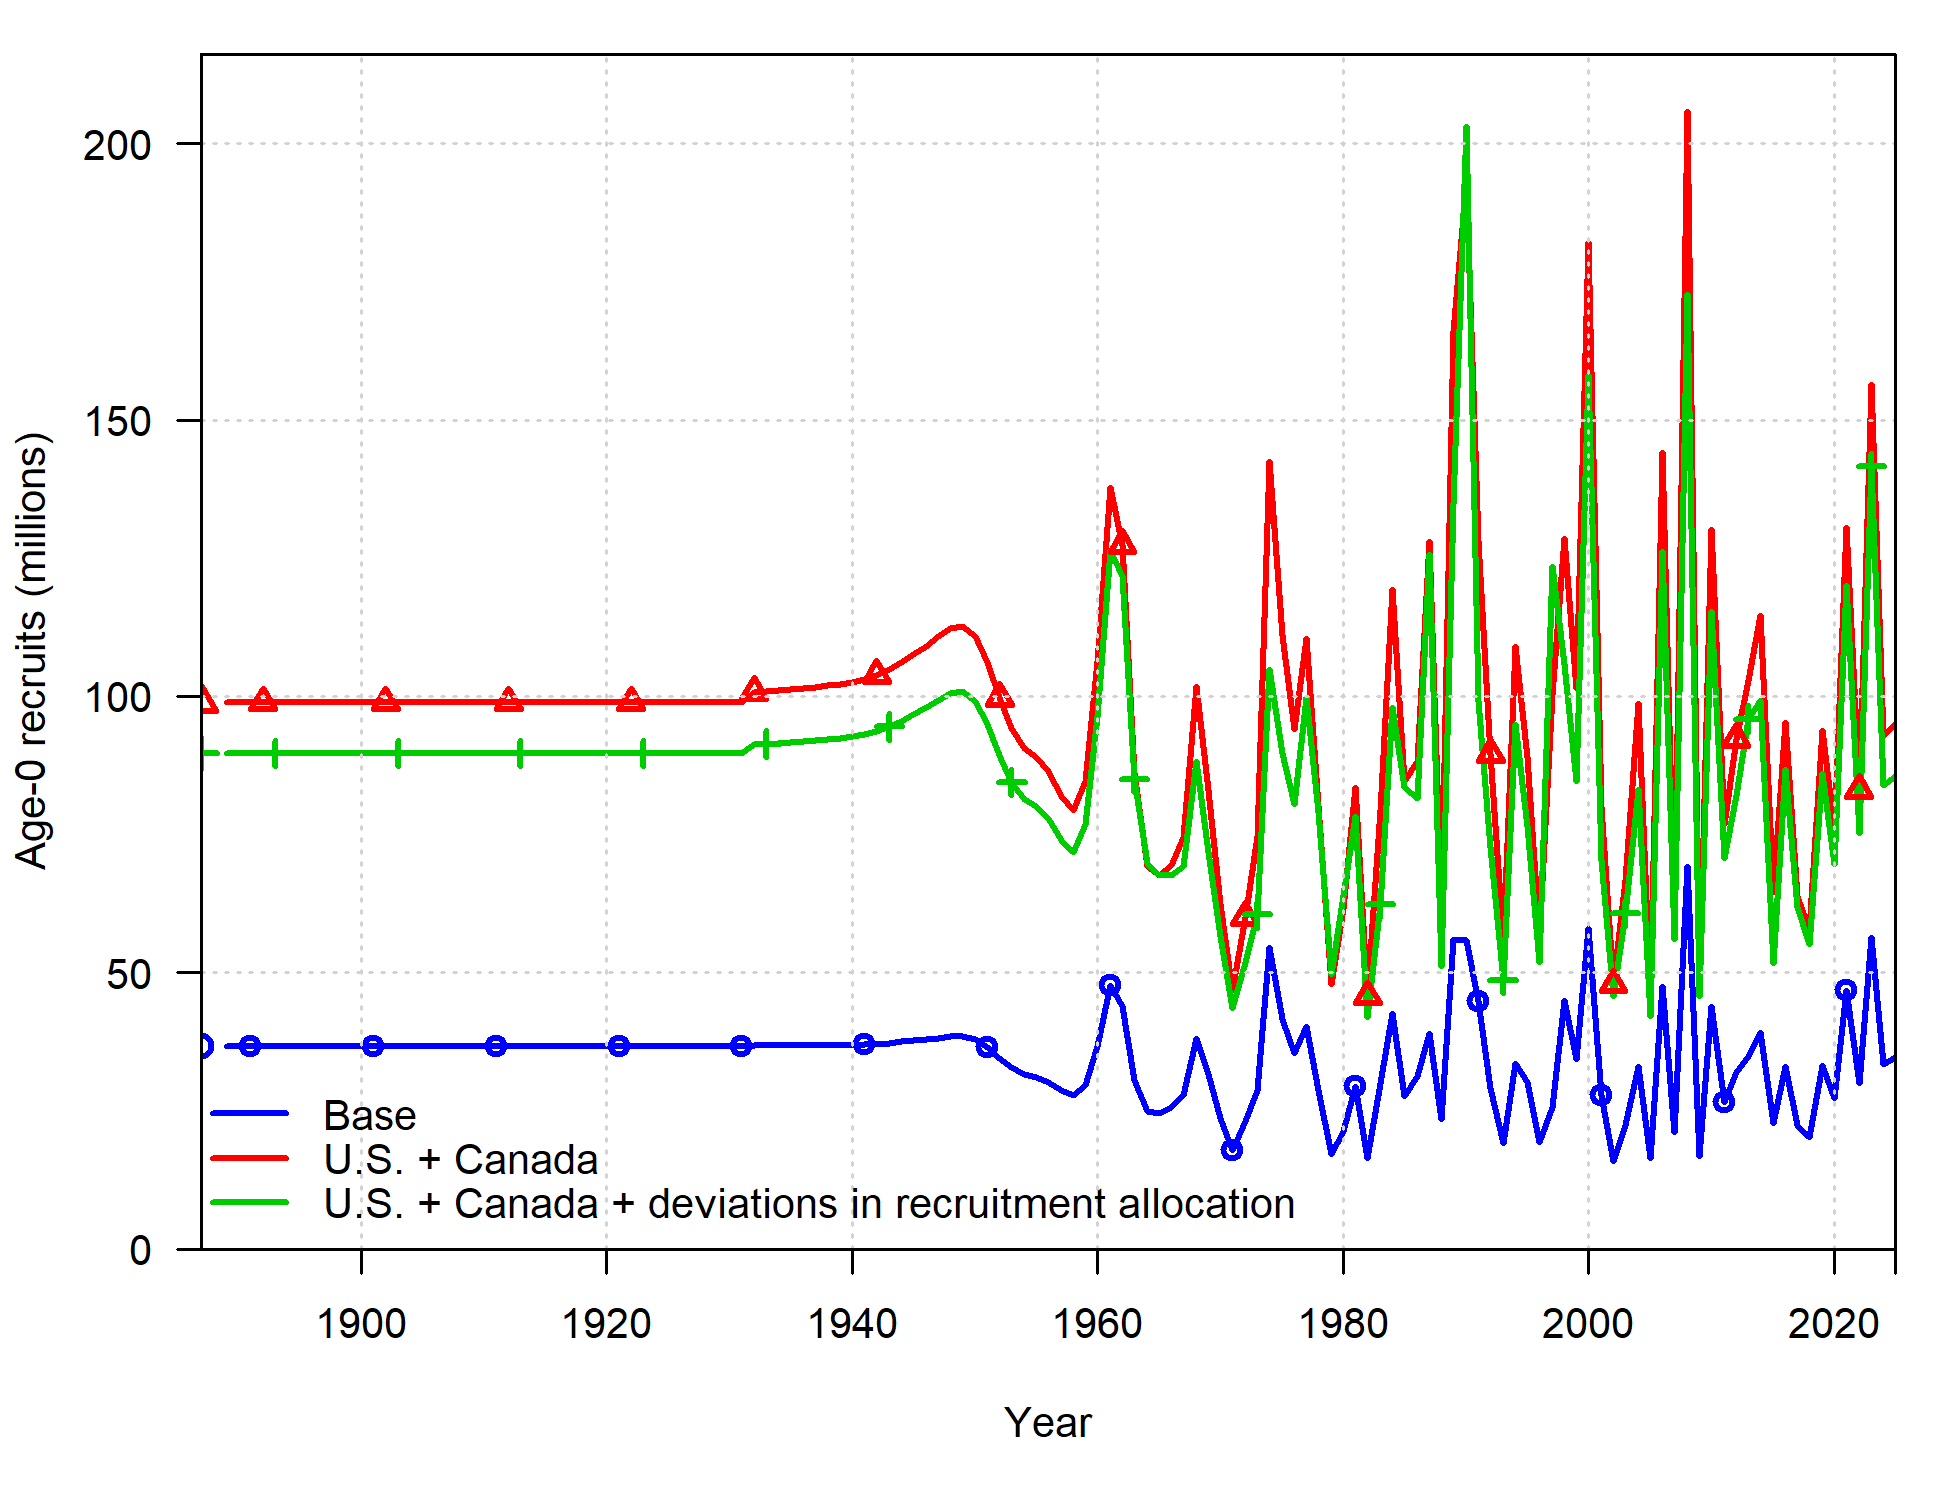 Age-0 recruits (millions)
200
150
100
50
0
Base
U.S. + Canada
U.S. + Canada + deviations in recruitment allocation
1900 1920 1940 1960 1980 2000 2020
Year